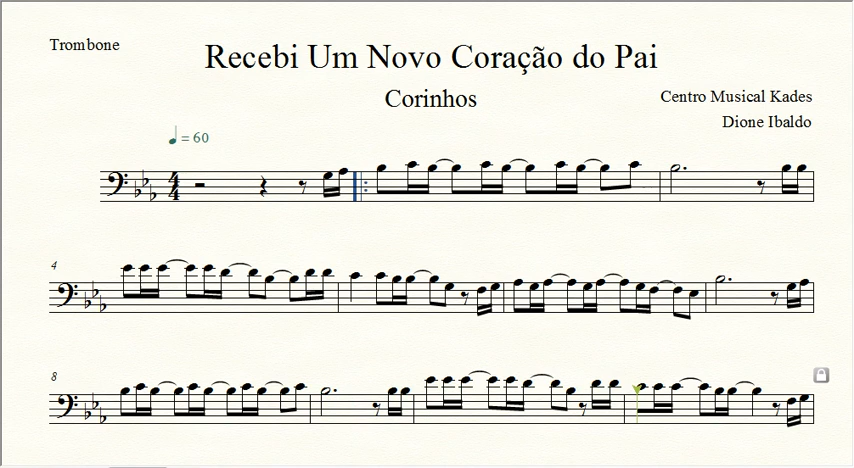 Trombone
Recebi Um Novo Coração do Pai
Corinhos
Centro Musical Kades
Dione Ibaldo
= 60
4
4
4
8